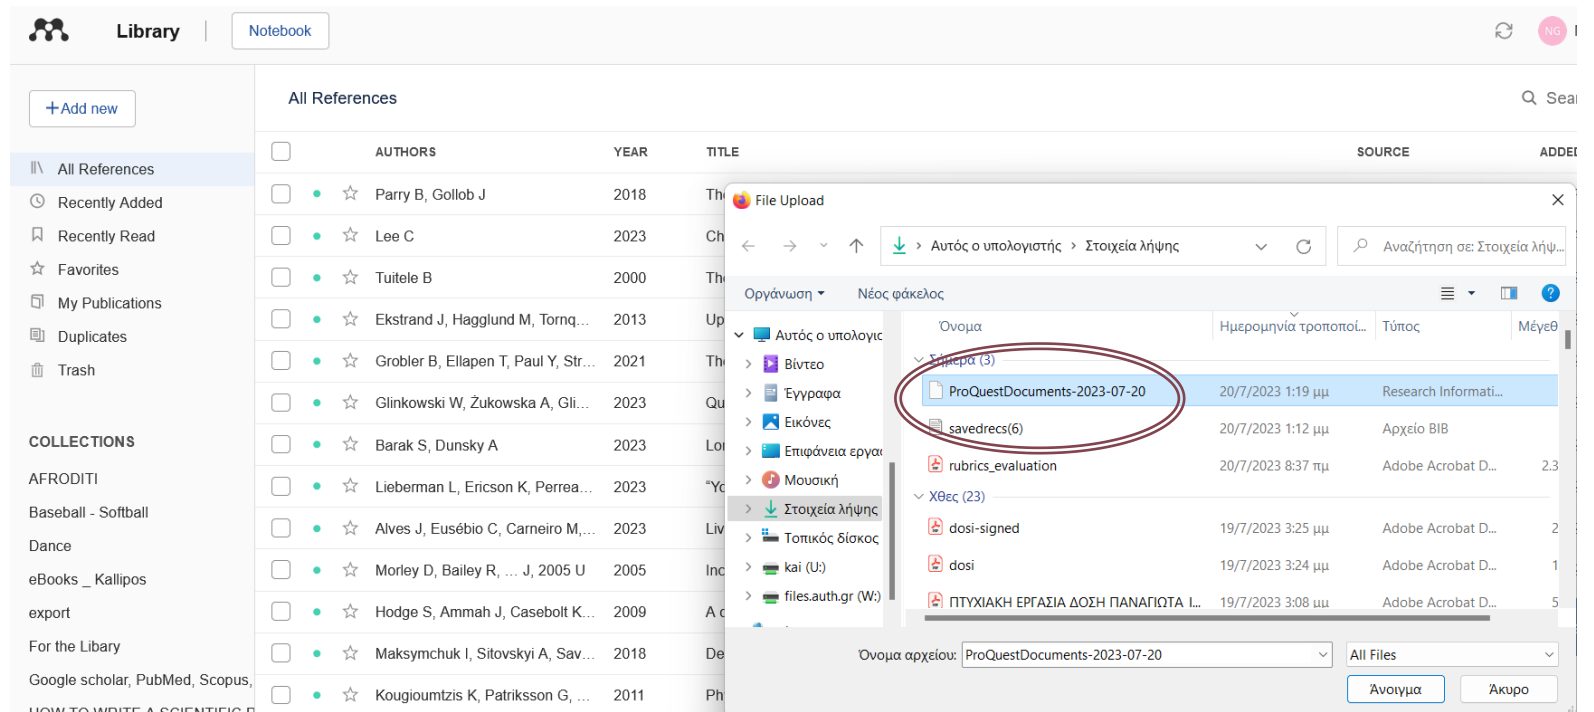 Library
Notebook
NG
+Add new
All References
Recently Added
Recently Read
Favorites
My Publications
Duplicates
Trash
COLLECTIONS
AFRODITI
Baseball - Softball
Dance
eBooks _ Kallipos
export
For the Libary
Google scholar, PubMed, Scopus,
HOW TO WRITE A SCIENTIFIC
All References
AUTHORS YEAR TITLE SOURCE
Parry B, Gollob J 2018
Lee C 2023
Tuitele B 2000
Ekstrand J, Hagglund M, Tornq... 2013
Grobler B, Ellapen T, Paul Y, Str... 2021
Glinkowski W, Żukowska A, Gli... 2023
Barak S, Dunsky A 2023
Lieberman L, Ericson K, Perrea... 2023
Alves J, Eusébio C, Carneiro M,... 2023
Morley D, Bailey R, ... J, 2005 U 2005
Hodge S, Ammah J, Casebolt K... 2009
Maksymchuk I, Sitovskyi A, Sav... 2018
Kougioumtzis K, Patriksson G, ... 2011
File Upload
Αυτός ο υπολογιστής > Στοιχεία λήψης
Αναζήτηση σε: Στοιχεία λήψ...
Οργάνωση Νέος φάκελος
Αυτός ο υπολογις
Βίντεο
Έγγραφα
Εικόνες
Επιφάνεια εργας
Μουσική
Στοιχεία λήψης
Τοπικός δίσκος
kai (U:)
files.auth.gr (W:)
Όνομα Ημερομηνία τροποποί... Τύπος Μέγεθ
Σήμερα (3)
ProQuestDocuments-2023-07-20 20/7/2023 1:19 μμ Research Informati...
savedrecs(6) 20/7/2023 1:12 μμ Αρχείο BIB
rubrics_evaluation 20/7/2023 8:37 πμ Adobe Acrobat D... 2.3
Χθες (23)
dosi-signed 19/7/2023 3:25 μμ Adobe Acrobat D... 2
dosi 19/7/2023 3:24 μμ Adobe Acrobat D... 1
ΠΤΥΧΙΑΚΗ ΕΡΓΑΣΙΑ ΔΟΣΗ ΠΑΝΑΓΙΩΤΑ Ι... 19/7/2023 3:08 μμ Adobe Acrobat D... 5
Όνομα αρχείου: ProQuestDocuments-2023-07-20 All Files
Άνοιγμα Άκυρο